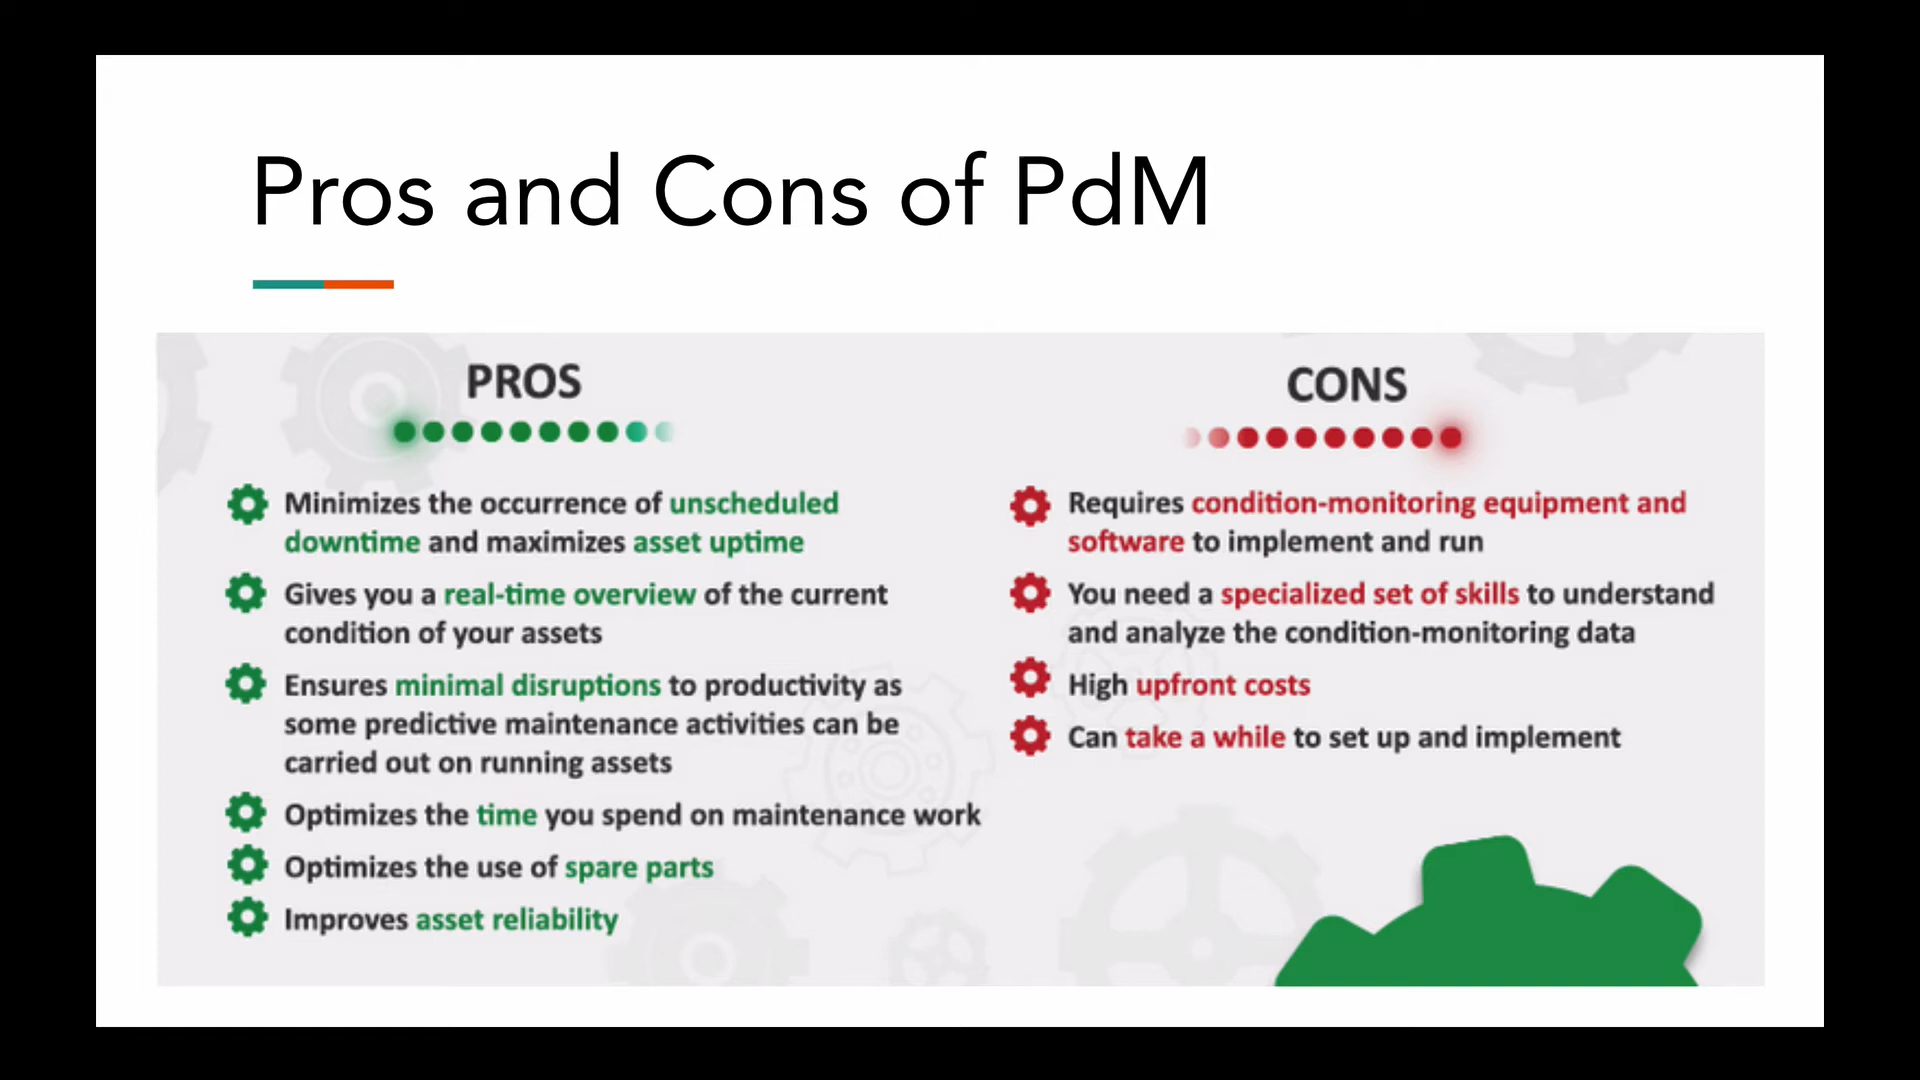 Pros and Cons of PdM
PROS
Minimizes the occurrence of unscheduled
downtime and maximizes asset uptime
Gives you a real-time overview of the current
condition of your assets
Ensures minimal disruptions to productivity as
some predictive maintenance activities can be
carried out on running assets
Optimizes the time you spend on maintenance work
Optimizes the use of spare parts
Improves asset reliability
CONS
Requires condition-monitoring equipment and
software to implement and run
You need a specialized set of skills to understand
and analyze the condition-monitoring data
High upfront costs
Can take a while to set up and implement